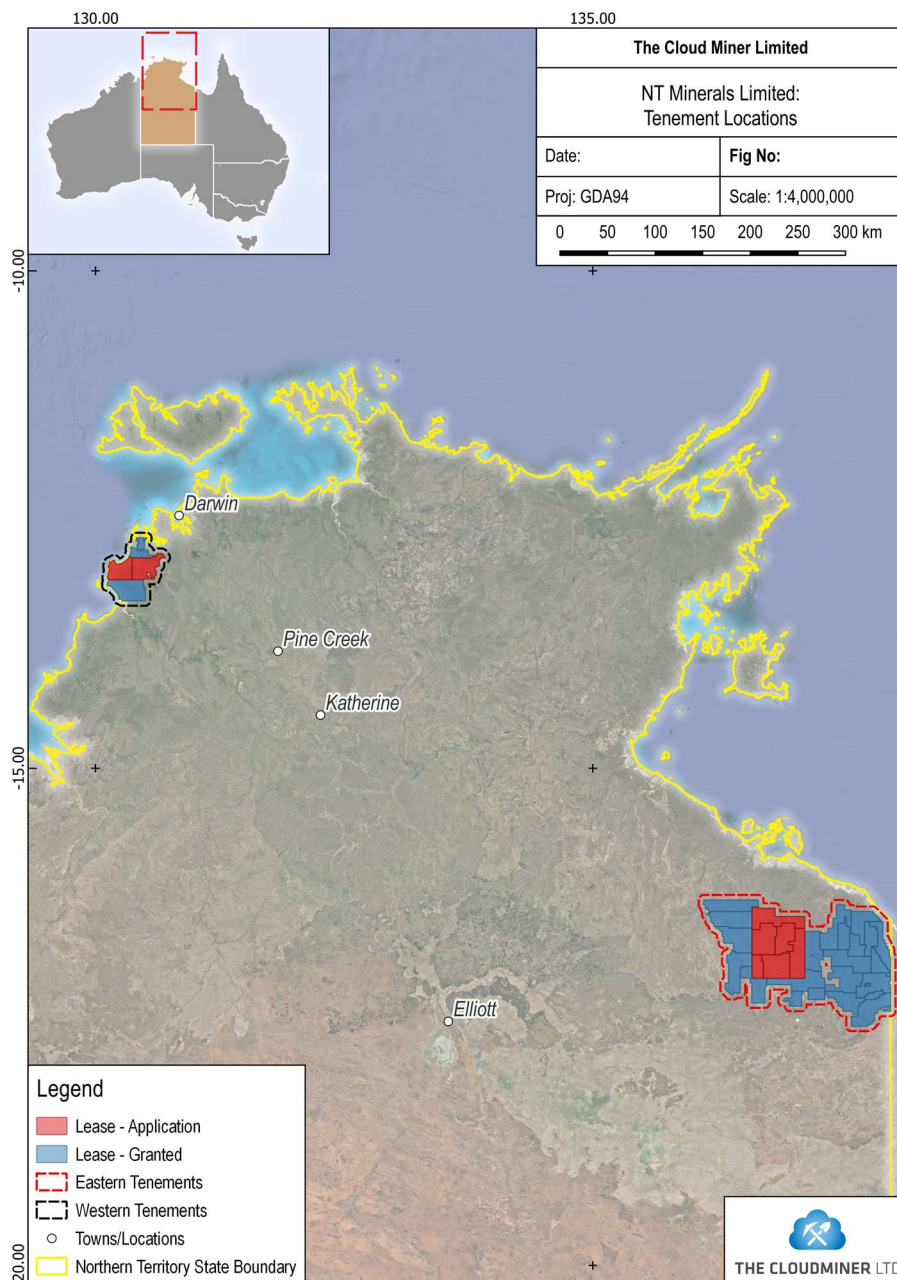 130.00
135.00
The Cloud Miner Limited
NT Minerals Limited:
Tenement Locations
Date:
Fig No:
Proj: GDA94
Scale: 1:4,000,000
0 50 100 150 200 250 300 km
-10.00
Darwin
Pine Creek
Katherine
-15.00
Elliott
Legend
Lease - Application
Lease - Granted
Eastern Tenements
Western Tenements
Towns/Locations
Northern Territory State Boundary
20.00
THE CLOUDMINER LTD